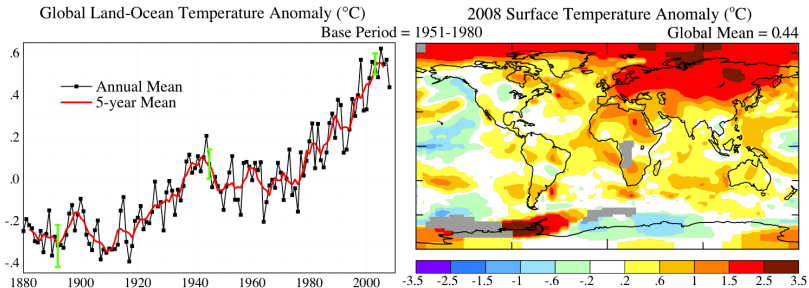 Global Land-Ocean Temperature Anomaly (°C)
2008 Surface Temperature Anomaly (°C)
Base Period = 1951-1980
Global Mean = 0.44
.6
.4
.2
.0
-.2
-.4
Annual Mean
5-year Mean
1880 1900 1920 1940 1960 1980 2000
-3.5 -2.5 -1.5 -1 -.6 -.2 .2 .6 1 1.5 2.5 3.5